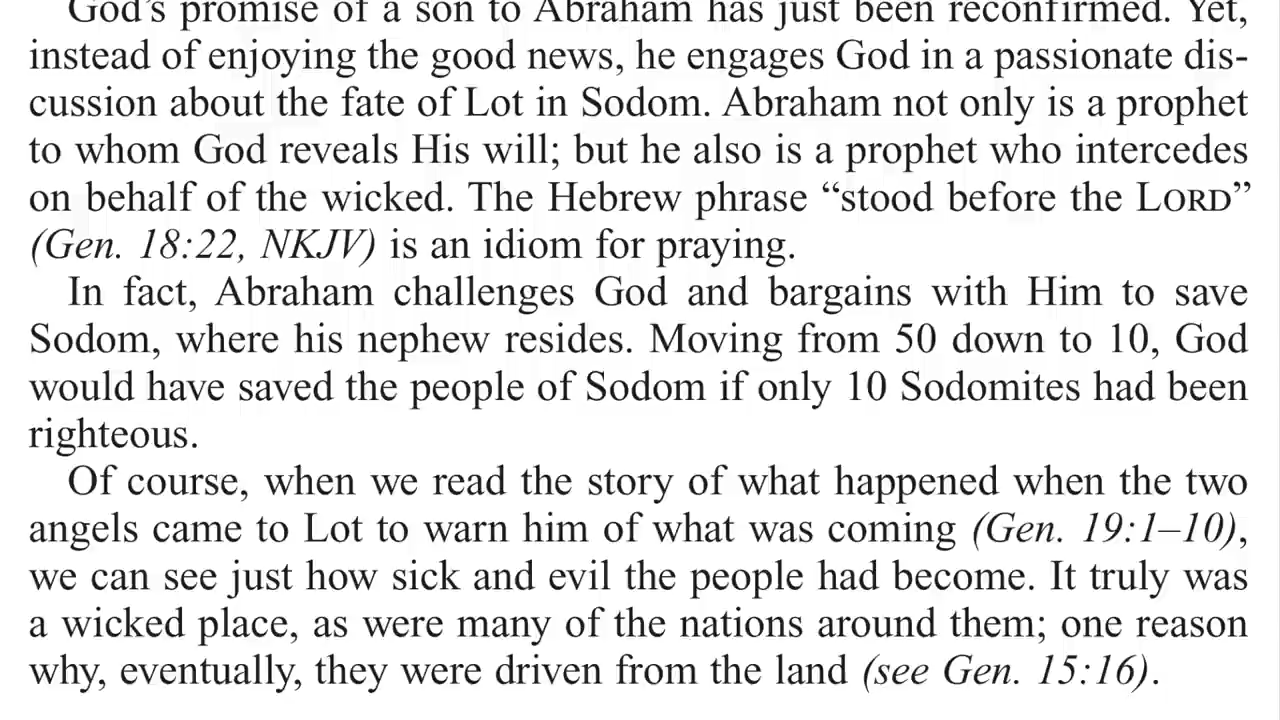 God's promise of a son to Abraham has just been reconfirmed. Yet,
instead of enjoying the good news, he engages God in a passionate dis-
cussion about the fate of Lot in Sodom. Abraham not only is a prophet
to whom God reveals His will; but he also is a prophet who intercedes
on behalf of the wicked. The Hebrew phrase “stood before the LORD”
(Gen. 18:22, NKJV) is an idiom for praying.
In fact, Abraham challenges God and bargains with Him to save
Sodom, where his nephew resides. Moving from 50 down to 10, God
would have saved the people of Sodom if only 10 Sodomites had been
righteous.
Of course, when we read the story of what happened when the two
angels came to Lot to warn him of what was coming (Gen. 19:1–10),
we can see just how sick and evil the people had become. It truly was
a wicked place, as were many of the nations around them; one reason
why, eventually, they were driven from the land (see Gen. 15:16).